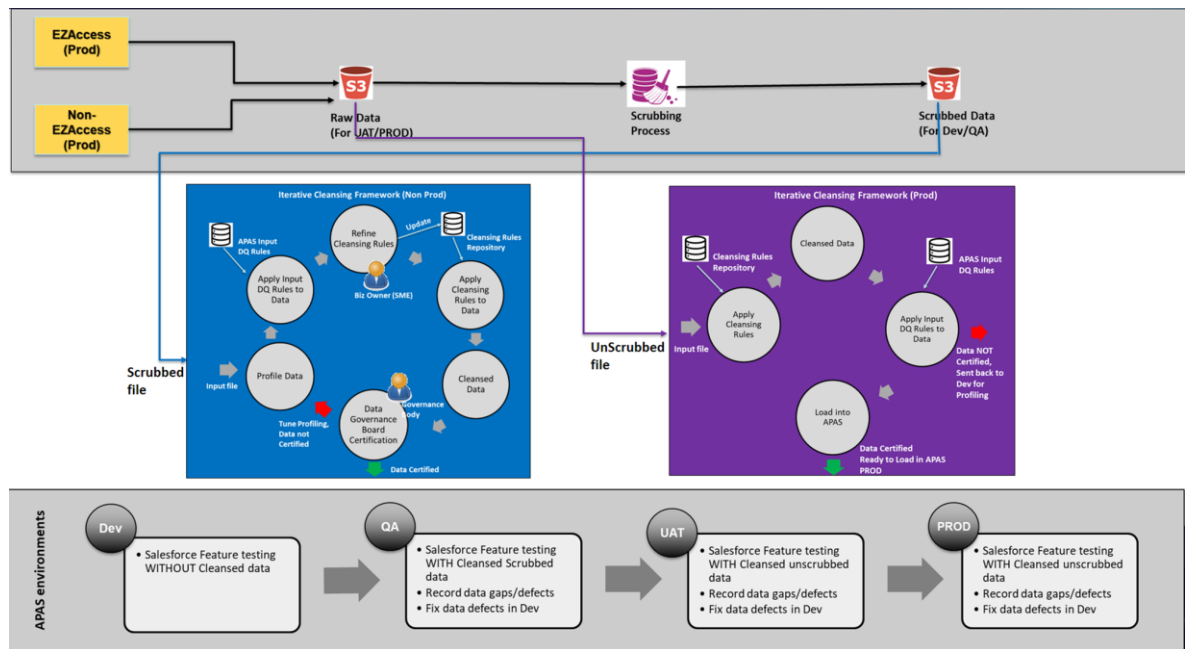 EZAccess
(Prod)
Non-
EZAccess
(Prod)
S3
Raw Data
(For UAT/PROD)
Scrubbing
Process
S3
Scrubbed Data
(For Dev/QA)
Scrubbed
file
Iterative Cleansing Framework (Non Prod)
APAS Input
DQ Rules
Refine
Cleansing Rules
Update
Cleansing Rules
Repository
Biz Owner (SME)
Apply Input
DQ Rules to
Data
Apply
Cleansing
Rules to Data
Input file
Profile Data
Cleansed
Data
Governance
Body
Data
Governance
Board
Certification
Tune Profiling,
Data not
Certified
Data Certified
UnScrubbed
file
Iterative Cleansing Framework (Prod)
Cleansed Data
Cleansing Rules
Repository
APAS Input
DQ Rules
Apply
Cleansing
Rules
Input file
Apply Input
DQ Rules to
Data
Data NOT
Certified,
Sent back to
Dev for
Profiling
Load into
APAS
Data Certified
Ready to Load in APAS
PROD
APAS environments
Dev
• Salesforce Feature testing
WITHOUT Cleansed data
QA
• Salesforce Feature testing
WITH Cleansed Scrubbed
data
• Record data gaps/defects
• Fix data defects in Dev
UAT
• Salesforce Feature testing
WITH Cleansed unscrubbed
data
• Record data gaps/defects
• Fix data defects in Dev
PROD
• Salesforce Feature testing
WITH Cleansed unscrubbed
data
• Record data gaps/defects
• Fix data defects in Dev